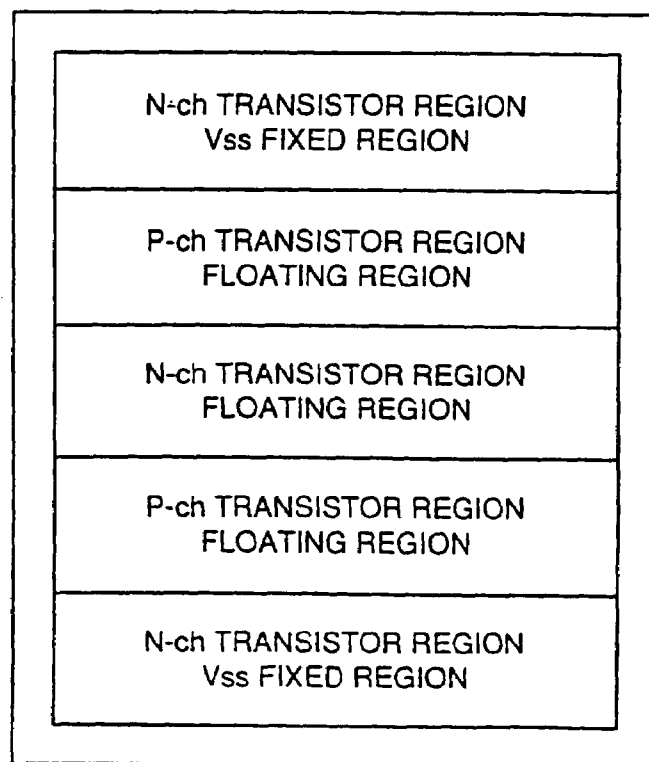 N-ch TRANSISTOR REGION
Vss FIXED REGION
P-ch TRANSISTOR REGION
FLOATING REGION
N-ch TRANSISTOR REGION
FLOATING REGION
P-ch TRANSISTOR REGION
FLOATING REGION
N-ch TRANSISTOR REGION
Vss FIXED REGION